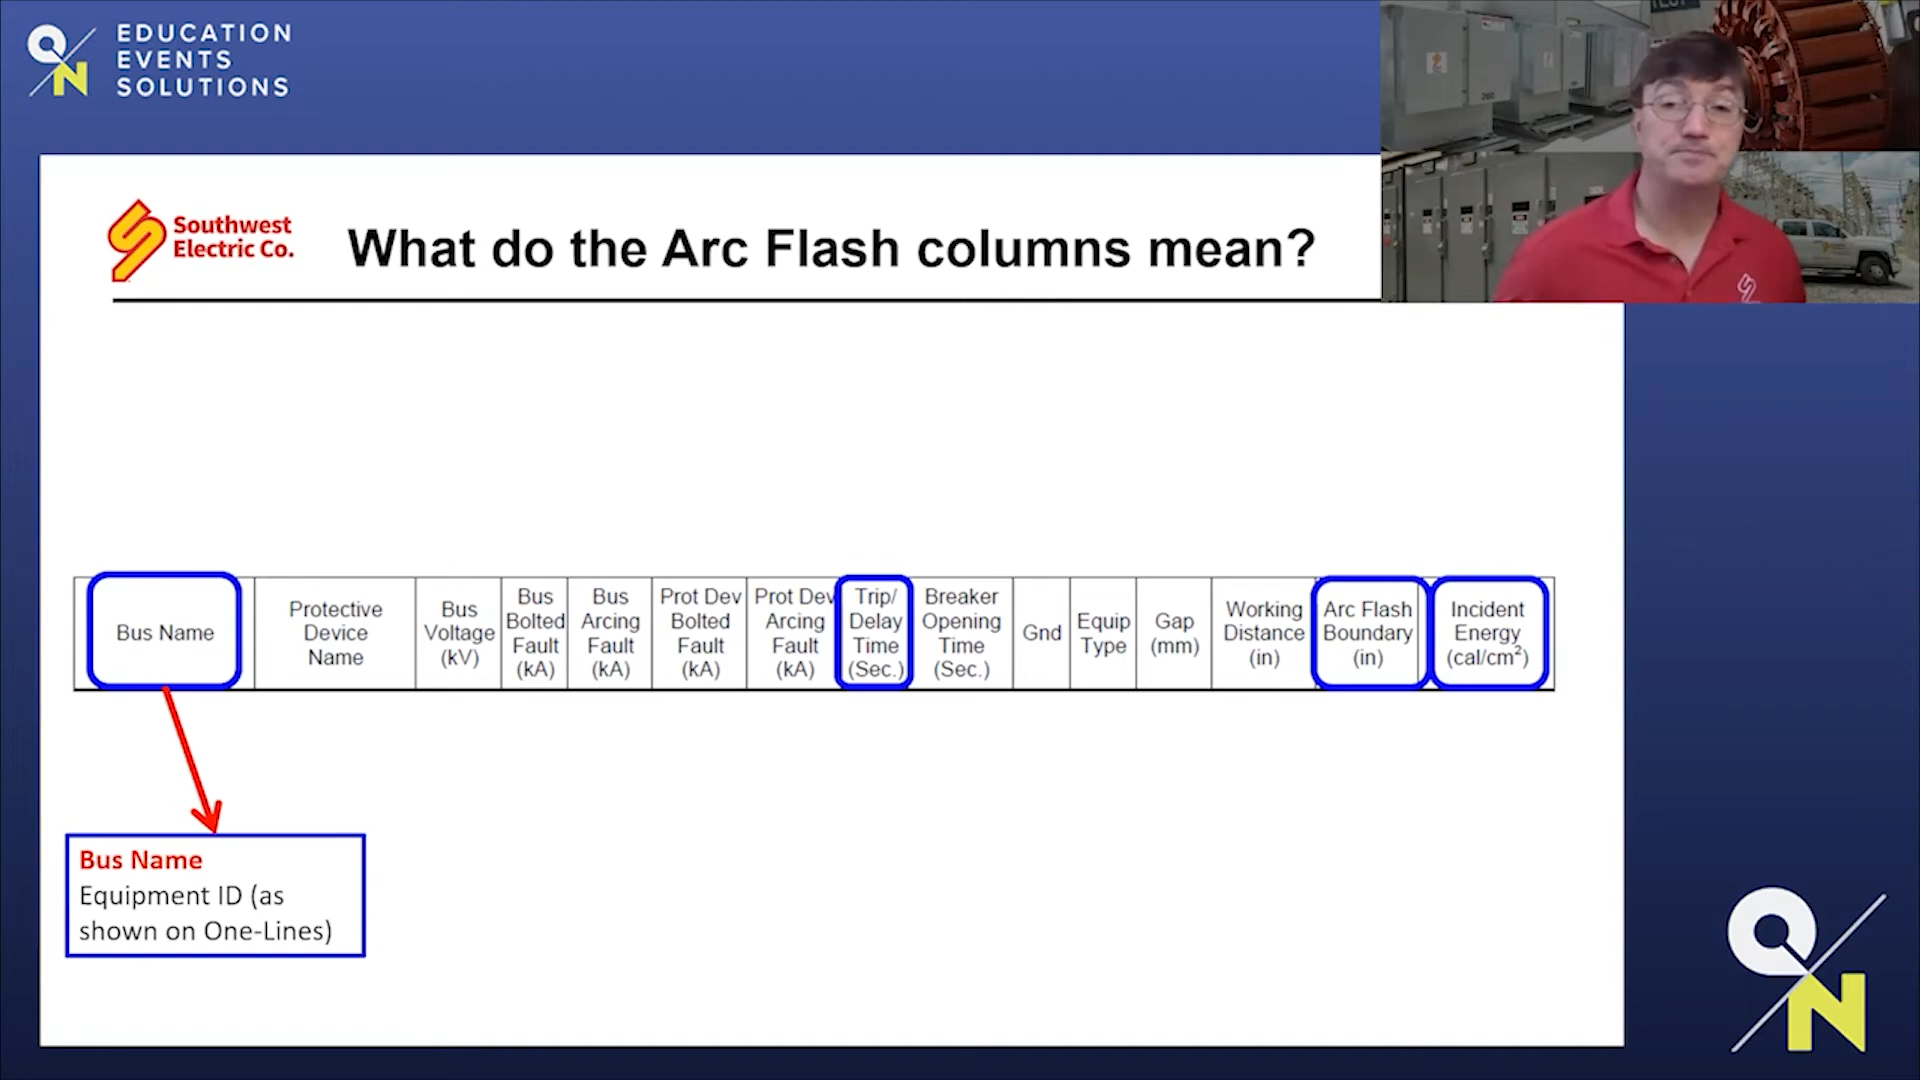 EDUCATION
EVENTS
SOLUTIONS
Southwest
Electric Co.
What do the Arc Flash columns mean?
Bus Name
Protective
Device
Name
Bus
Voltage
(kV)
Bus
Bolted
Fault
(kA)
Bus
Arcing
Fault
(kA)
Prot Dev
Bolted
Fault
(kA)
Prot Dev
Arcing
Fault
(kA)
Trip/
Delay
Time
(Sec.)
Breaker
Opening
Time
(Sec.)
Gnd
Equip
Type
Gap
(mm)
Working
Distance
(in)
Arc Flash
Boundary
(in)
Incident
Energy
(cal/cm²)
Bus Name
Equipment ID (as
shown on One-Lines)